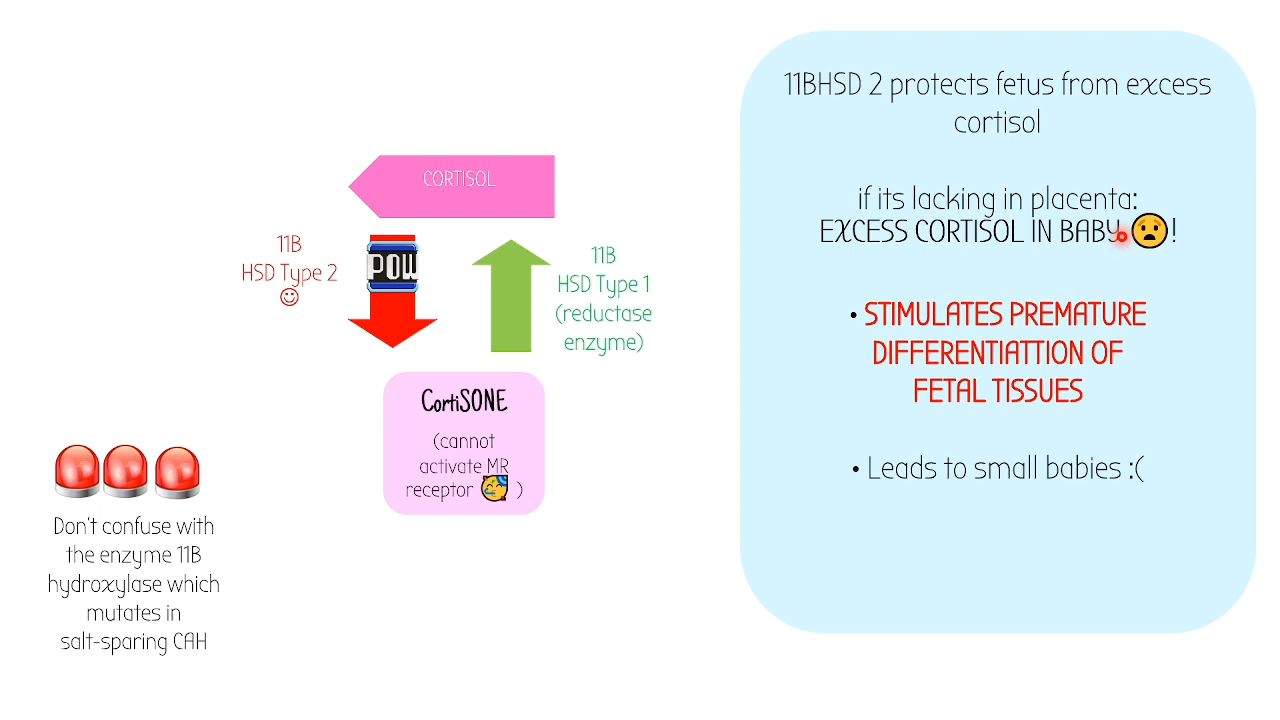 CORTISOL
11B
HSD Type 2
☺
POW
11B
HSD Type 1
(reductase
enzyme)
CortiSONE
(cannot
activate MR
receptor 🥳 )
Don't confuse with
the enzyme 11B
hydroxylase which
mutates in
salt-sparing CAH
11BHSD 2 protects fetus from excess
cortisol
if its lacking in placenta:
EXCESS CORTISOL IN BABY 😧!
• STIMULATES PREMATURE
DIFFERENTIATTION OF
FETAL TISSUES
• Leads to small babies :(